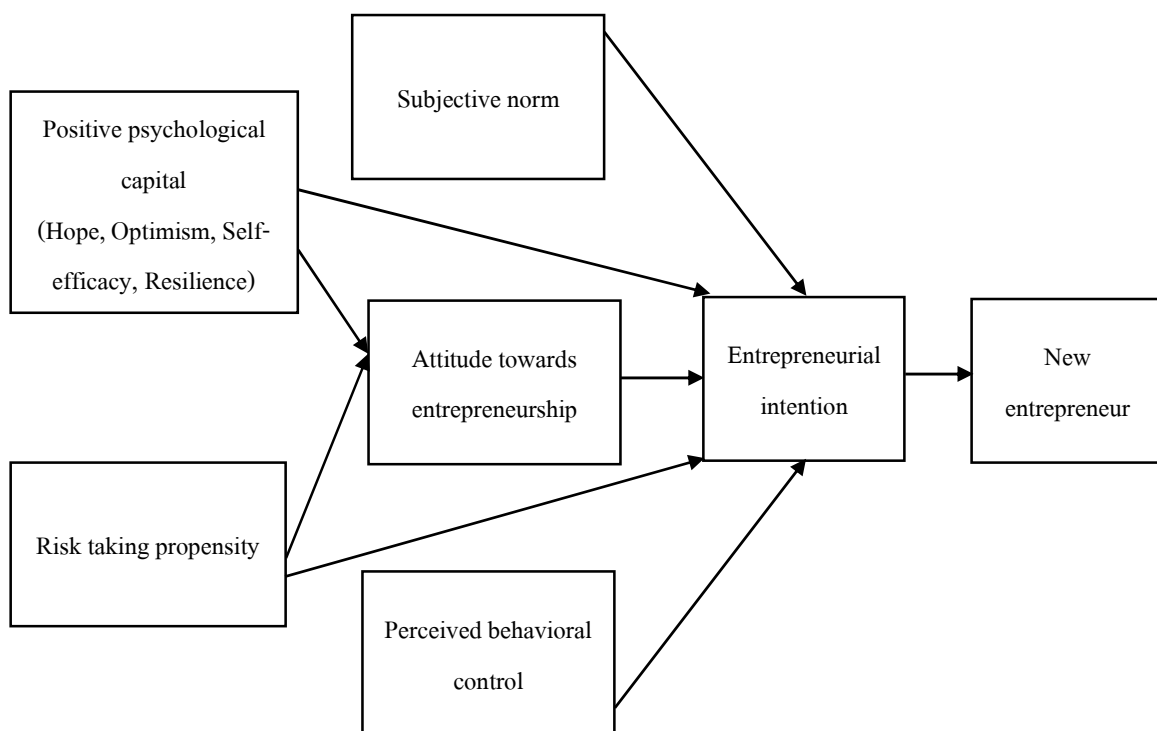 Subjective norm
Positive psychological
capital
(Hope, Optimism, Self-
efficacy, Resilience)
Attitude towards
entrepreneurship
Entrepreneurial
intention
New
entrepreneur
Risk taking propensity
Perceived behavioral
control